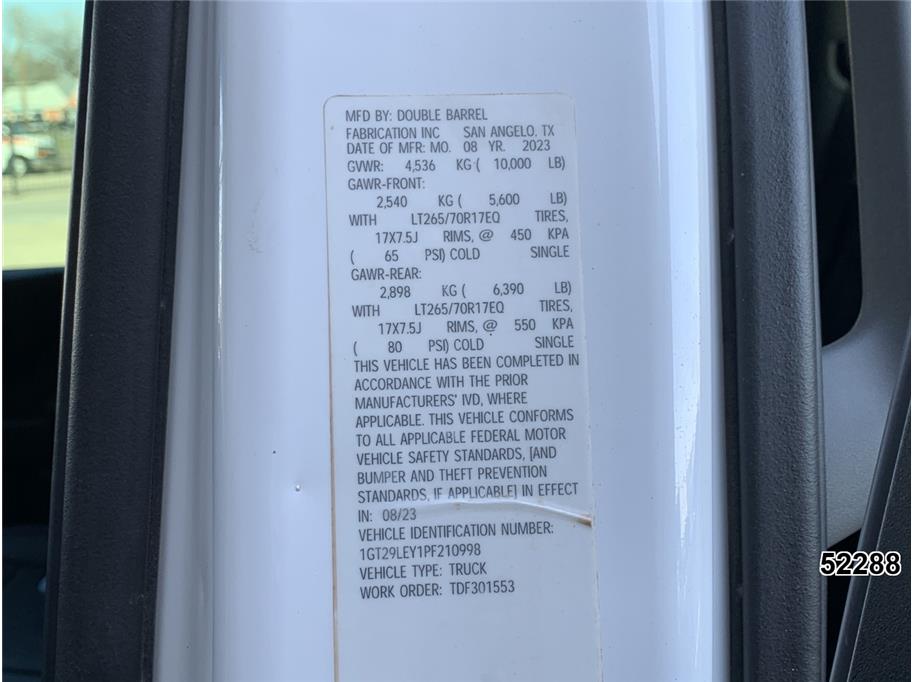 MFD BY: DOUBLE BARREL
FABRICATION INC SAN ANGELO, TX
DATE OF MFR: MO. 08 YR. 2023
GVWR: 4,536 KG ( 10,000 LB)
GAWR-FRONT:
2,540 KG ( 5,600 LB)
WITH LT265/70R17EQ TIRES,
17X7.5J RIMS, @ 450 KPA
( 65 PSI) COLD SINGLE
GAWR-REAR:
2,898 KG ( 6,390 LB)
WITH LT265/70R17EQ TIRES,
17X7.5J RIMS, @ 550 KPA
( 80 PSI) COLD SINGLE
THIS VEHICLE HAS BEEN COMPLETED IN
ACCORDANCE WITH THE PRIOR
MANUFACTURERS' IVD, WHERE
APPLICABLE. THIS VEHICLE CONFORMS
TO ALL APPLICABLE FEDERAL MOTOR
VEHICLE SAFETY STANDARDS, [AND
BUMPER AND THEFT PREVENTION
STANDARDS, IF APPLICABLE] IN EFFECT
IN: 08/23
VEHICLE IDENTIFICATION NUMBER:
1GT29LEY1PF210998
VEHICLE TYPE: TRUCK
WORK ORDER: TDF301553
52288